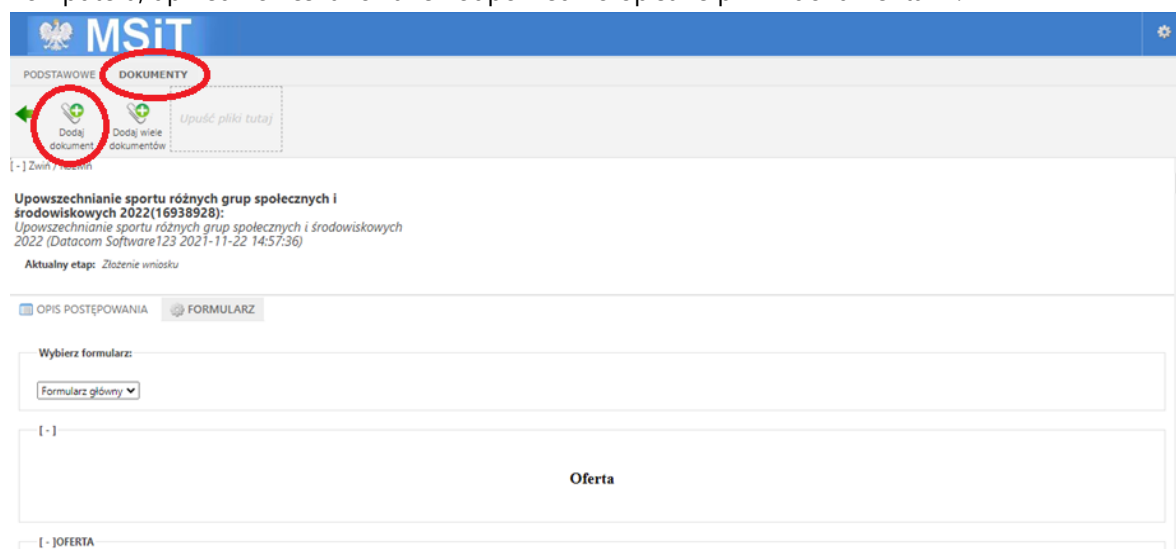 MSiT
PODSTAWOWE DOKUMENTY
Dodaj dokument
Dodaj wiele dokumentów
Upuść pliki tutaj
[ - ] Zwiń /
Upowszechnianie sportu różnych grup społecznych i
środowiskowych 2022(16938928):
Upowszechnianie sportu różnych grup społecznych i środowiskowych
2022 (Datacom Software123 2021-11-22 14:57:36)
Aktualny etap: Złożenie wniosku
OPIS POSTĘPOWANIA FORMULARZ
Wybierz formularz:
Formularz główny
[ - ]
Oferta
[ - ]OFERTA